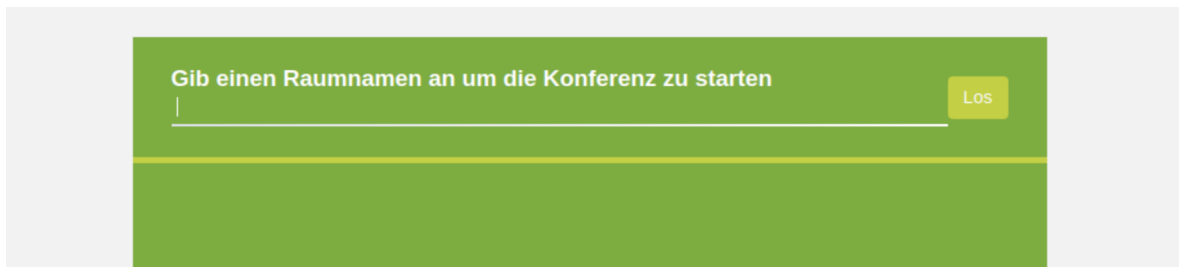 Gib einen Raumnamen an um die Konferenz zu starten
Los